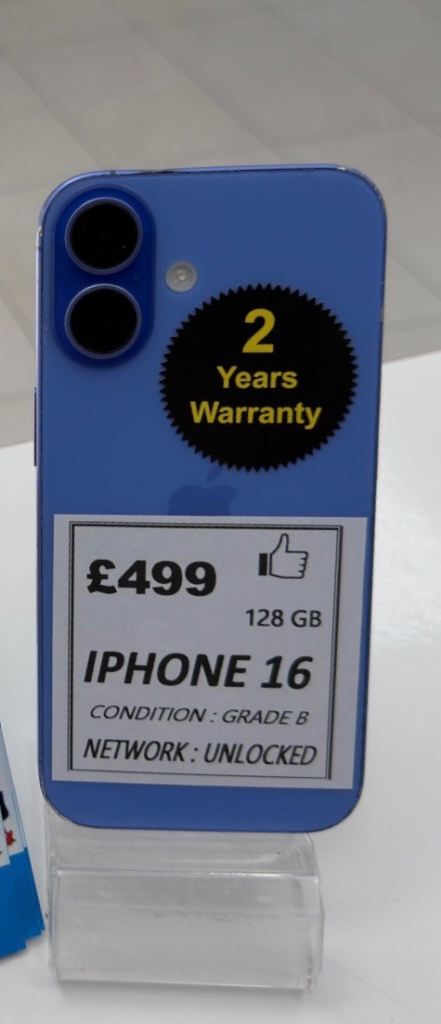 2
Years
Warranty
£499
128 GB
IPHONE 16
CONDITION : GRADE B
NETWORK : UNLOCKED